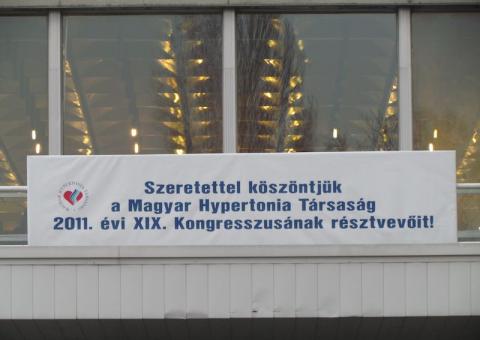 Szeretettel köszöntjük
a Magyar Hypertonia Társaság
2011. évi XIX. Kongresszusának résztvevőit!